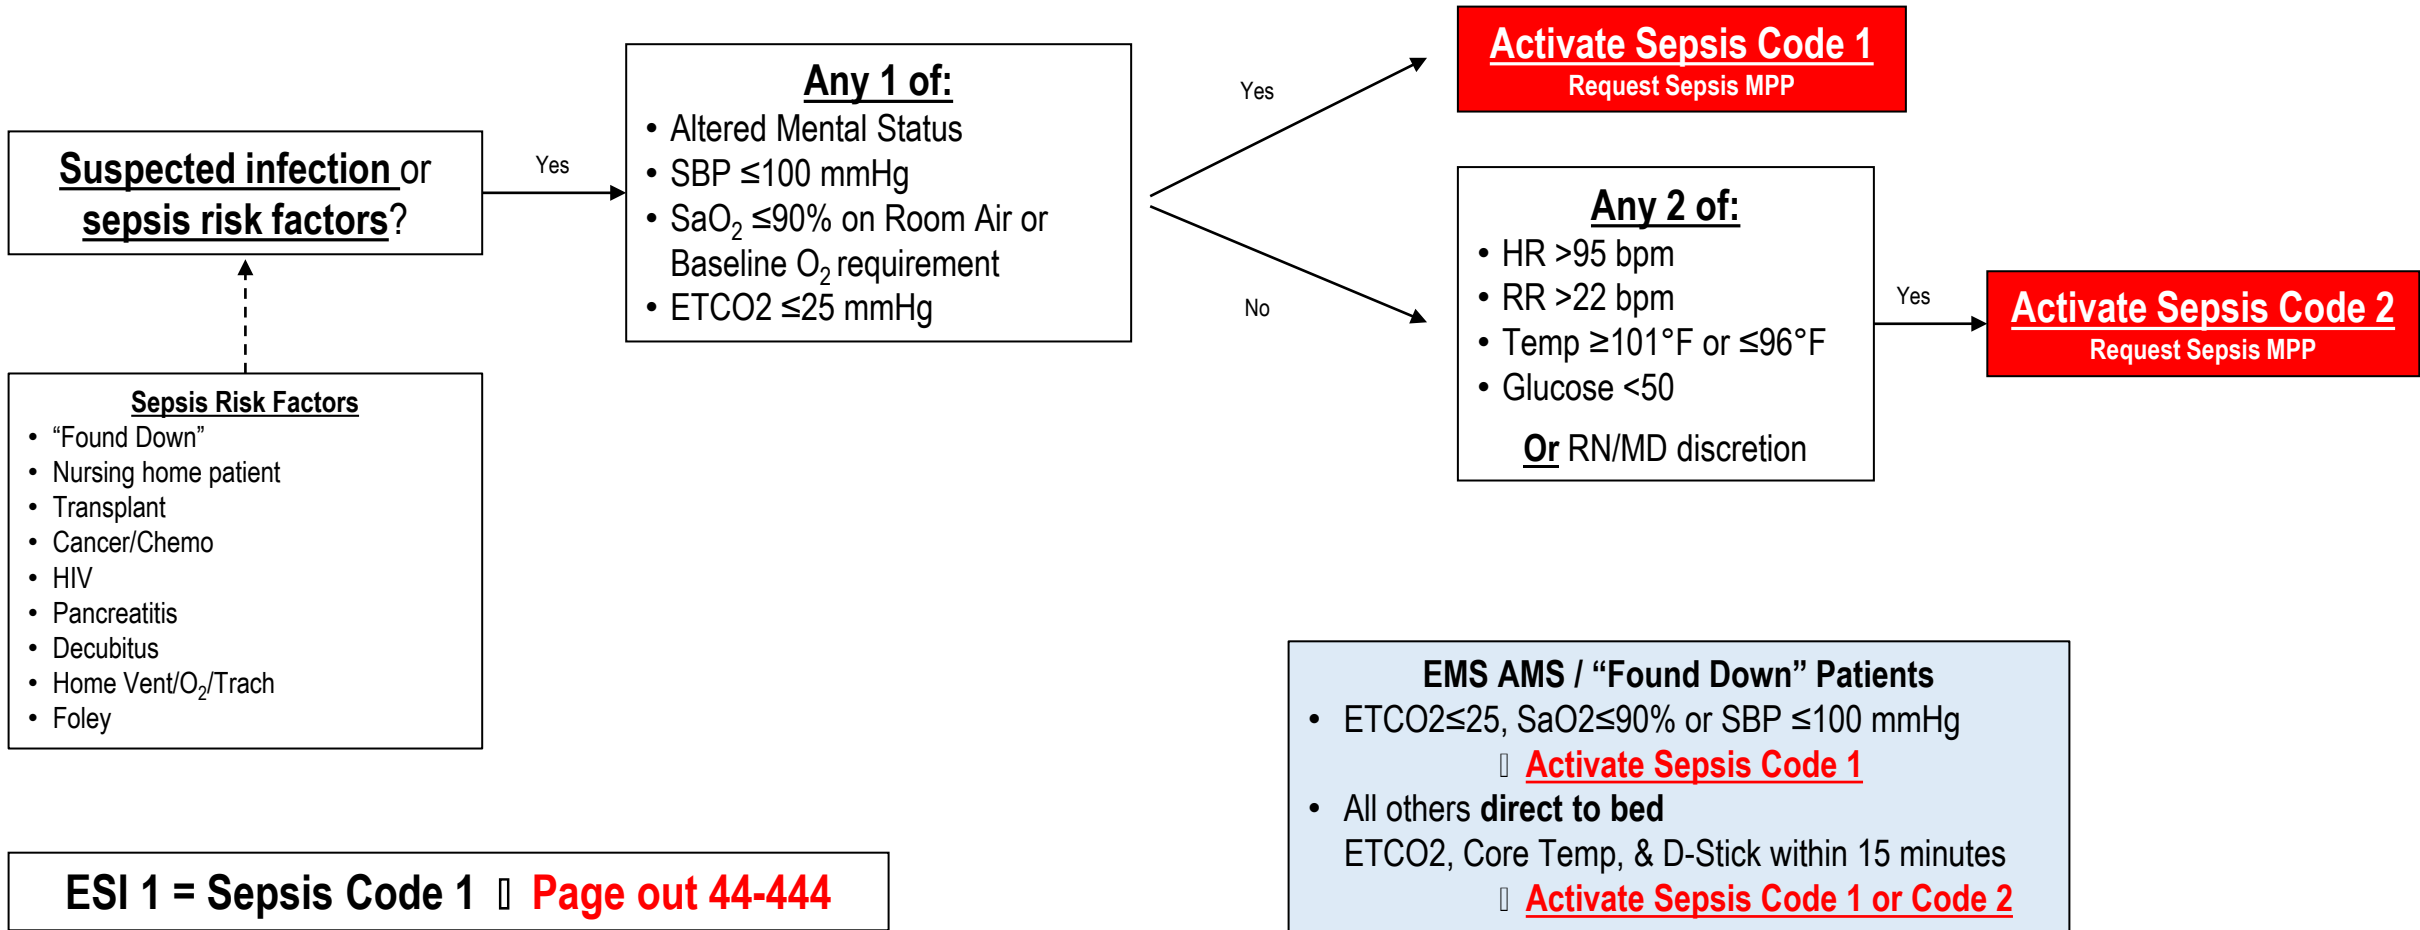 Suspected infection or
sepsis risk factors?
Yes
Any 1 of:
• Altered Mental Status
• SBP ≤100 mmHg
• SaO₂ ≤90% on Room Air or
Baseline O₂ requirement
• ETCO2 ≤25 mmHg
Yes
No
Activate Sepsis Code 1
Request Sepsis MPP
Any 2 of:
• HR >95 bpm
• RR >22 bpm
• Temp ≥101°F or ≤96°F
• Glucose <50
Or RN/MD discretion
Yes
Activate Sepsis Code 2
Request Sepsis MPP
Sepsis Risk Factors
• “Found Down”
• Nursing home patient
• Transplant
• Cancer/Chemo
• HIV
• Pancreatitis
• Decubitus
• Home Vent/O₂/Trach
• Foley
EMS AMS / “Found Down” Patients
• ETCO2≤25, SaO2≤90% or SBP ≤100 mmHg
▯ Activate Sepsis Code 1
• All others direct to bed
ETCO2, Core Temp, & D-Stick within 15 minutes
▯ Activate Sepsis Code 1 or Code 2
ESI 1 = Sepsis Code 1 ▯ Page out 44-444